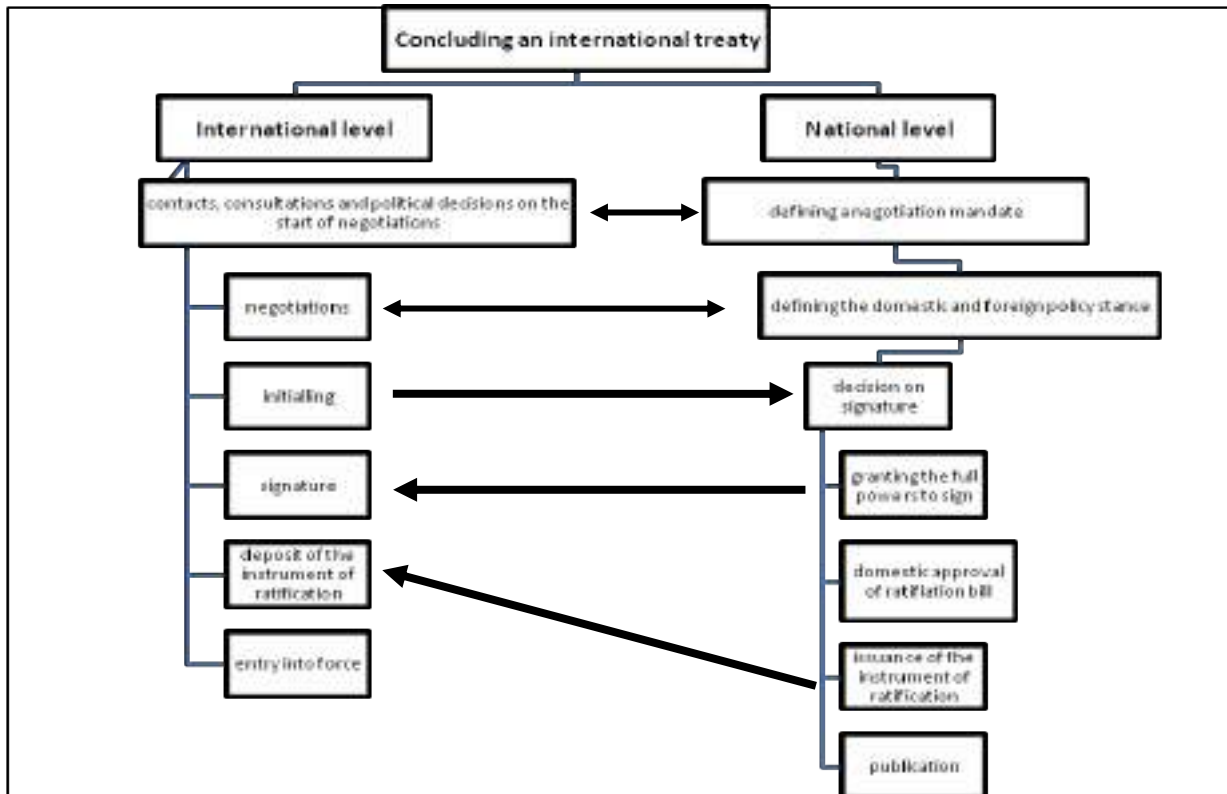 Concluding an international treaty
International level
National level
contacts, consultations and political decisions on the
start of negotiations
defining a negotiation mandate
negotiations
defining the domestic and foreign policy stance
initialling
decision on
signature
signature
granting the full
powers to sign
deposit of the
instrument of
ratification
domestic approval
of ratifiation bill
entry into force
issuance of the
instrument of
ratification
publication